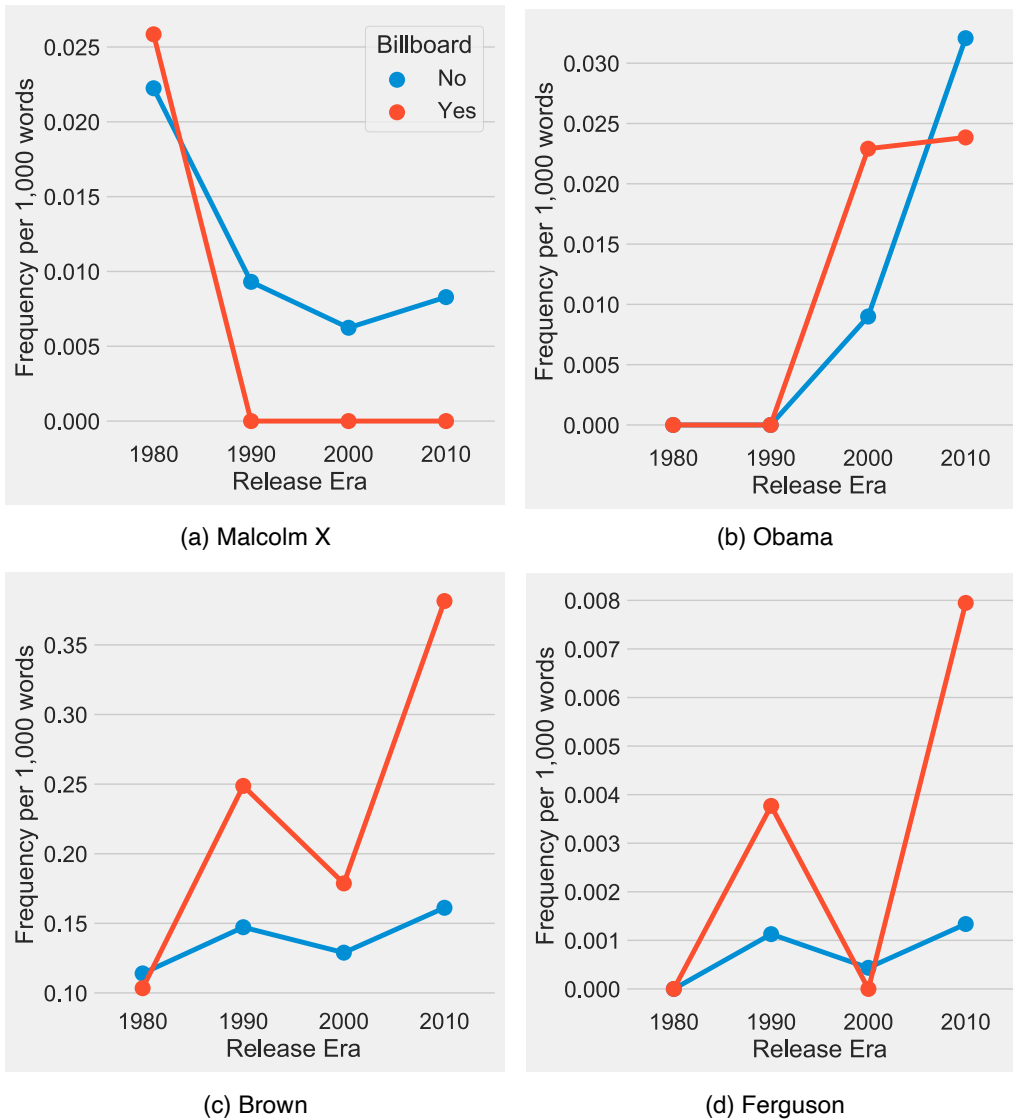 Frequency per 1,000 words
0.025
0.020
0.015
0.010
0.005
0.000
Billboard
No
Yes
1980 1990 2000 2010
Release Era
(a) Malcolm X
Frequency per 1,000 words
0.030
0.025
0.020
0.015
0.010
0.005
0.000
1980 1990 2000 2010
Release Era
(b) Obama
Frequency per 1,000 words
0.35
0.30
0.25
0.20
0.15
0.10
1980 1990 2000 2010
Release Era
(c) Brown
Frequency per 1,000 words
0.008
0.007
0.006
0.005
0.004
0.003
0.002
0.001
0.000
1980 1990 2000 2010
Release Era
(d) Ferguson